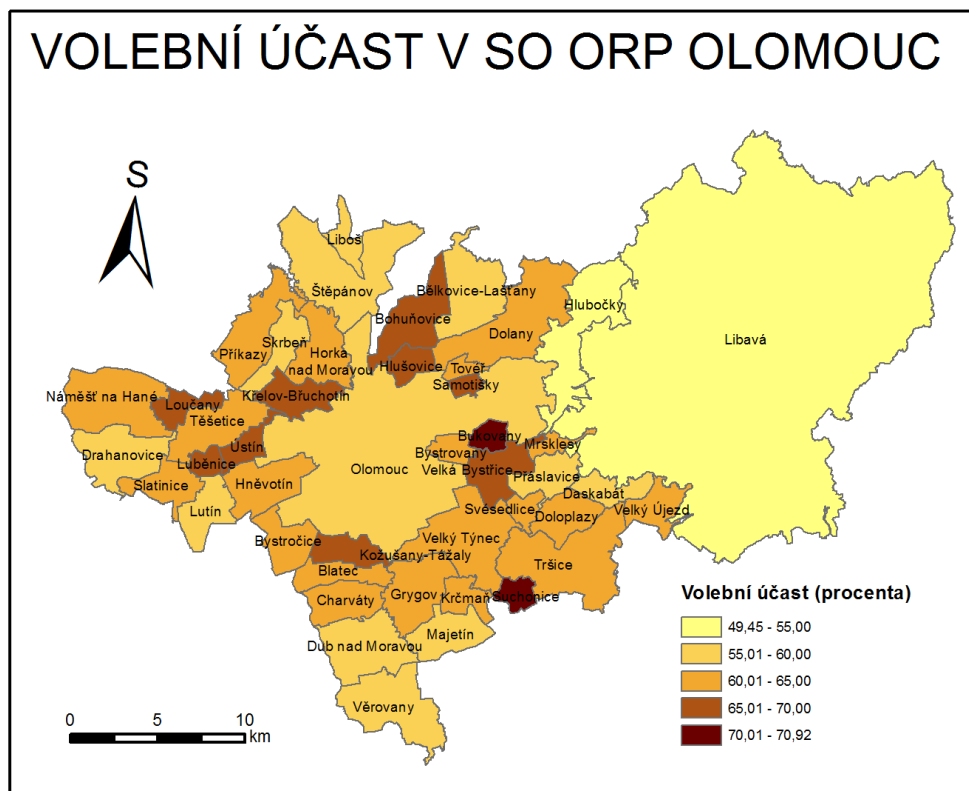 VOLEBNÍ ÚČAST V SO ORP OLOMOUC
S
Liboš
Štěpánov
Bělkovice-Lašťany
Hlubočky
Bohuňovice
Dolany
Libavá
Skrbeň
Příkazy
Horka
nad Moravou
Hlušovice
Tovéř
Samotišky
Náměšť na Hané
Loučany
Křelov-Břuchotín
Těšetice
Bukovany
Mrsklesy
Drahanovice
Ústín
Bystrovany
Luběnice
Olomouc
Velká Bystřice
Přáslavice
Slatinice
Hněvotín
Daskabát
Lutín
Svésedlice
Doloplazy
Velký Újezd
Bystročice
Velký Týnec
Kožušany-Tážaly
Tršice
Blatec
Charváty
Grygov
Krčmaň
Suchonice
Majetín
Dub nad Moravou
Věrovany
Volební účast (procenta)
49,45 - 55,00
55,01 - 60,00
60,01 - 65,00
65,01 - 70,00
70,01 - 70,92
0 5 10
km